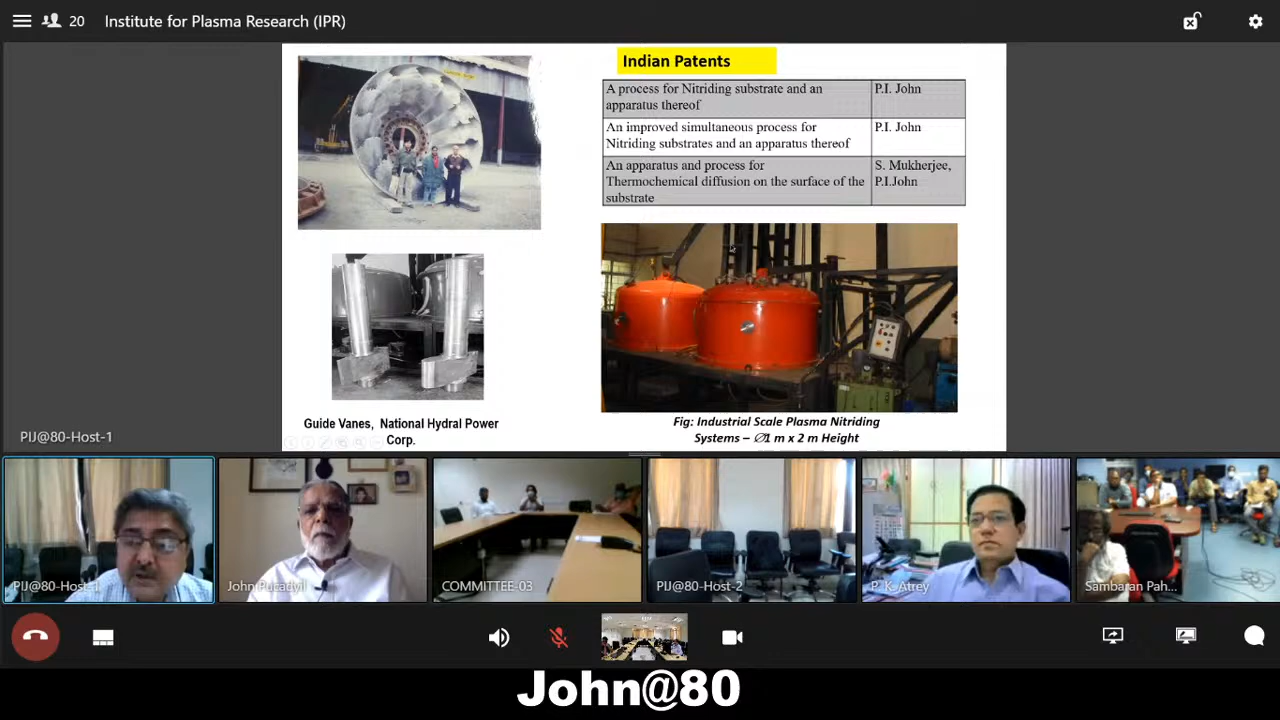 20
Institute for Plasma Research (IPR)
Indian Patents
A process for Nitriding substrate and an
apparatus thereof
P.I. John
An improved simultaneous process for
Nitriding substrates and an apparatus thereof
P.I. John
An apparatus and process for
Thermochemical diffusion on the surface of the
substrate
S. Mukherjee,
P.I.John
Guide Vanes, National Hydral Power
Corp.
Fig: Industrial Scale Plasma Nitriding
Systems – ∅1 m x 2 m Height
PIJ@80-Host-1
PIJ@80-Host-1
John Pucadyil
COMMITTEE-03
PIJ@80-Host-2
P. K. Atrey
Sambaran Pah...
John@80